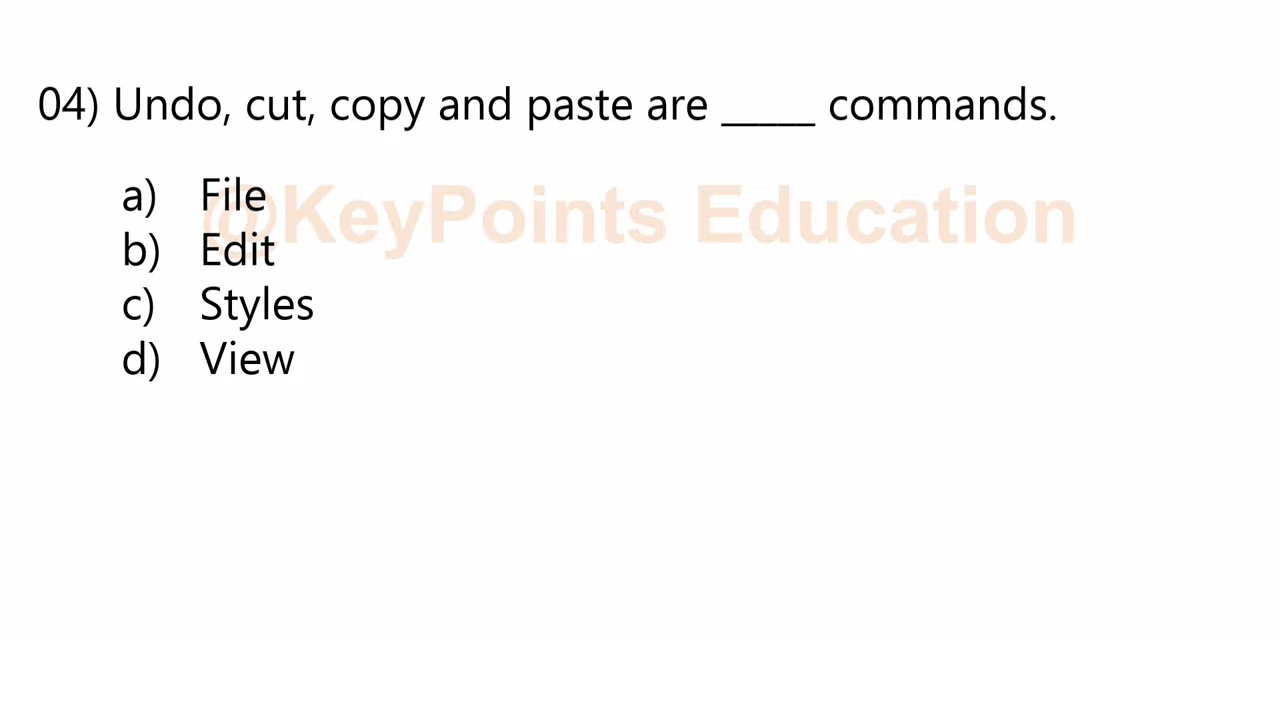 04) Undo, cut, copy and paste are _____ commands.
@KeyPoints Education
a) File
b) Edit
c) Styles
d) View